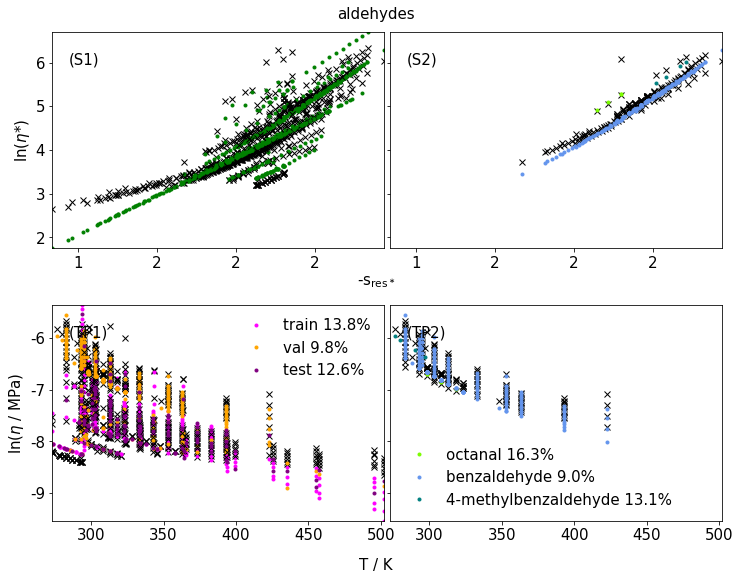 aldehydes
(S1)
(S2)
ln(η*)
6
5
4
3
2
1 2 2 2
1 2 2 2
-s_res*
(TP1)
(TP2)
train 13.8%
val 9.8%
test 12.6%
octanal 16.3%
benzaldehyde 9.0%
4-methylbenzaldehyde 13.1%
ln(η / MPa)
-6
-7
-8
-9
300 350 400 450 500
300 350 400 450 500
T / K